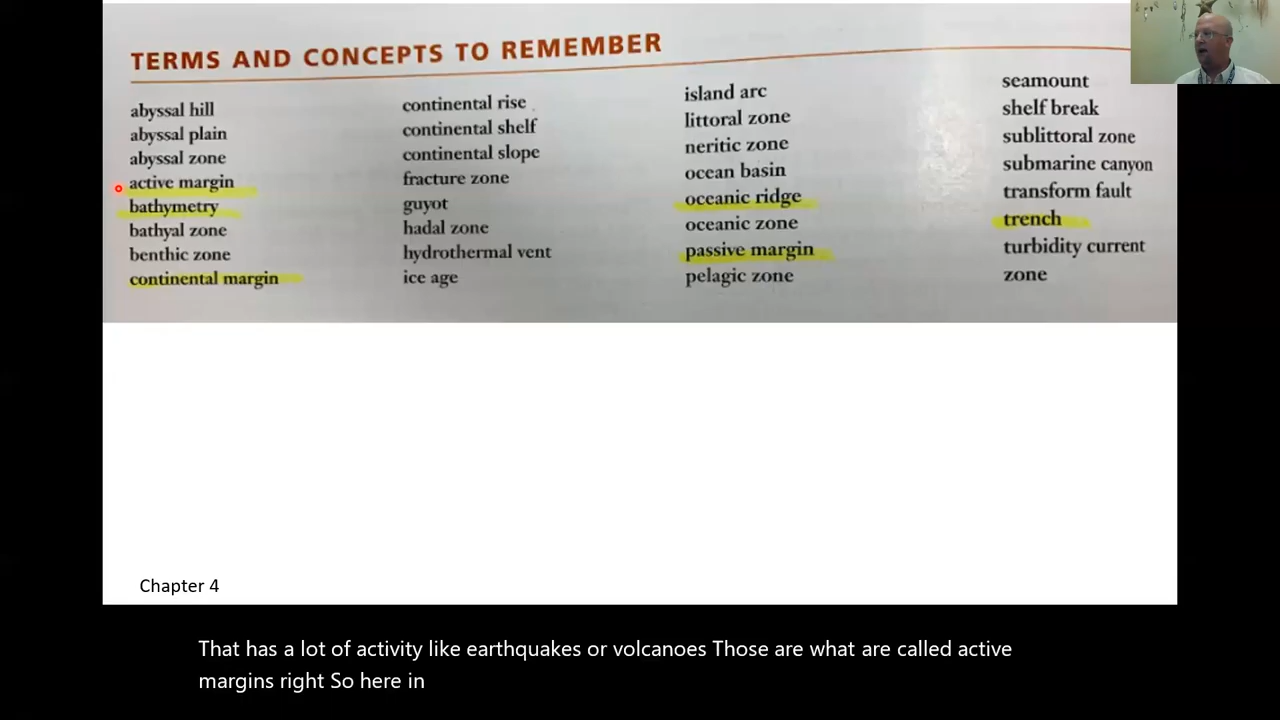 TERMS AND CONCEPTS TO REMEMBER
abyssal hill
abyssal plain
abyssal zone
active margin
bathymetry
bathyal zone
benthic zone
continental margin
continental rise
continental shelf
continental slope
fracture zone
guyot
hadal zone
hydrothermal vent
ice age
island arc
littoral zone
neritic zone
ocean basin
oceanic ridge
oceanic zone
passive margin
pelagic zone
seamount
shelf break
sublittoral zone
submarine canyon
transform fault
trench
turbidity current
zone
Chapter 4
That has a lot of activity like earthquakes or volcanoes Those are what are called active
margins right So here in